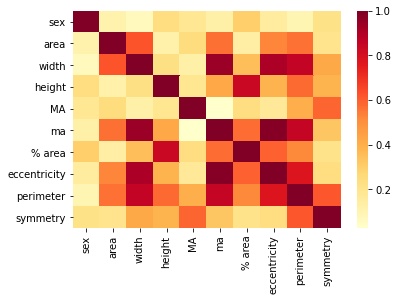 sex
area
width
height
MA
ma
% area
eccentricity
perimeter
symmetry
sex
area
width
height
MA
ma
% area
eccentricity
perimeter
symmetry
1.0
0.8
0.6
0.4
0.2